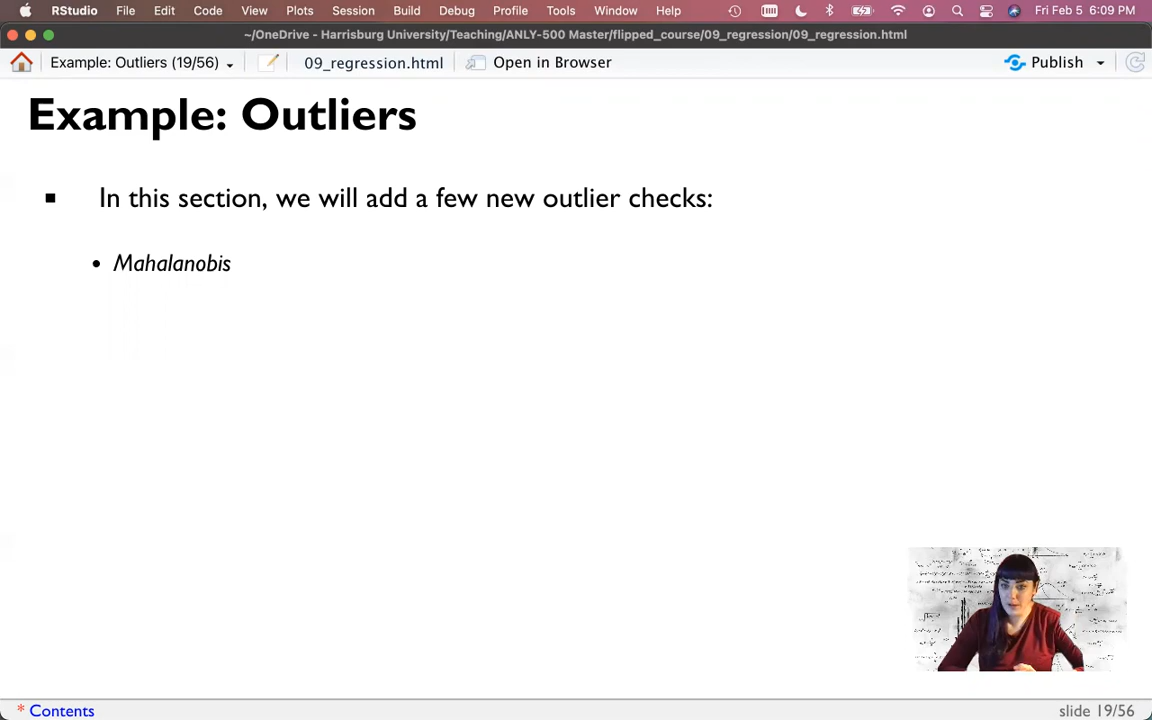 RStudio File Edit Code View Plots Session Build Debug Profile Tools Window Help Fri Feb 5 6:09 PM
~/OneDrive - Harrisburg University/Teaching/ANLY-500 Master/flipped_course/09_regression/09_regression.html
Example: Outliers (19/56) 09_regression.html Open in Browser Publish
Example: Outliers
In this section, we will add a few new outlier checks:
Mahalanobis
* Contents slide 19/56